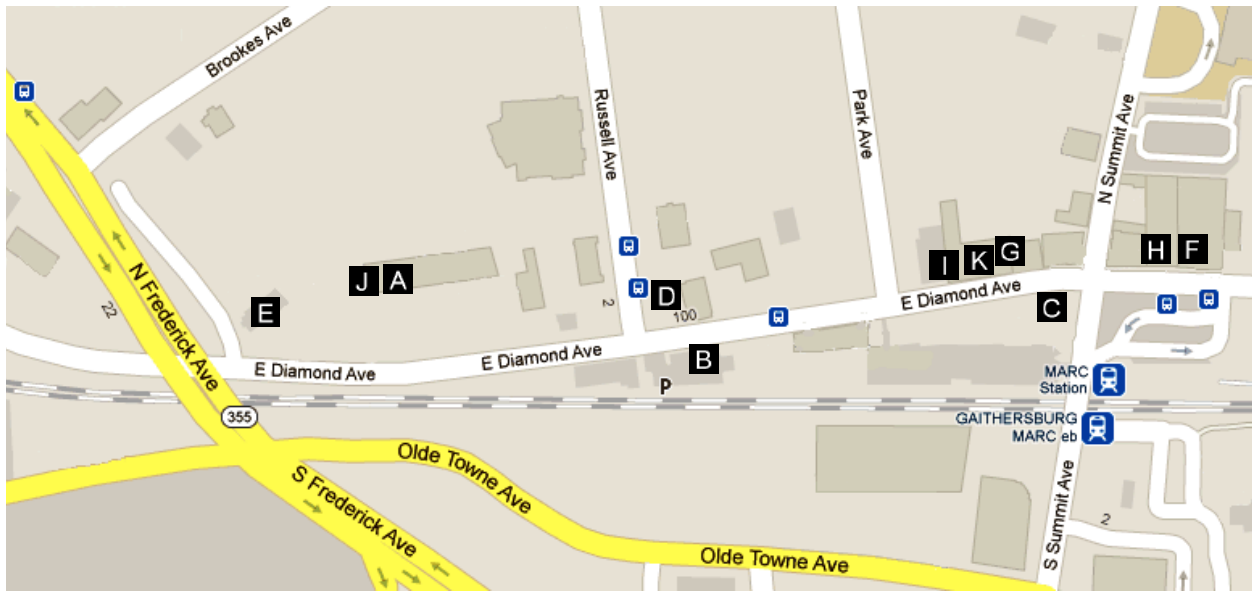 Brookes Ave
Russell Ave
Park Ave
N Summit Ave
N Frederick Ave
22
J
A
E
2
D
100
B
I
K
G
H
F
C
E Diamond Ave
E Diamond Ave
E Diamond Ave
P
MARC
Station
355
GAITHERSBURG
MARC eb
Olde Towne Ave
S Frederick Ave
Olde Towne Ave
S Summit Ave
2